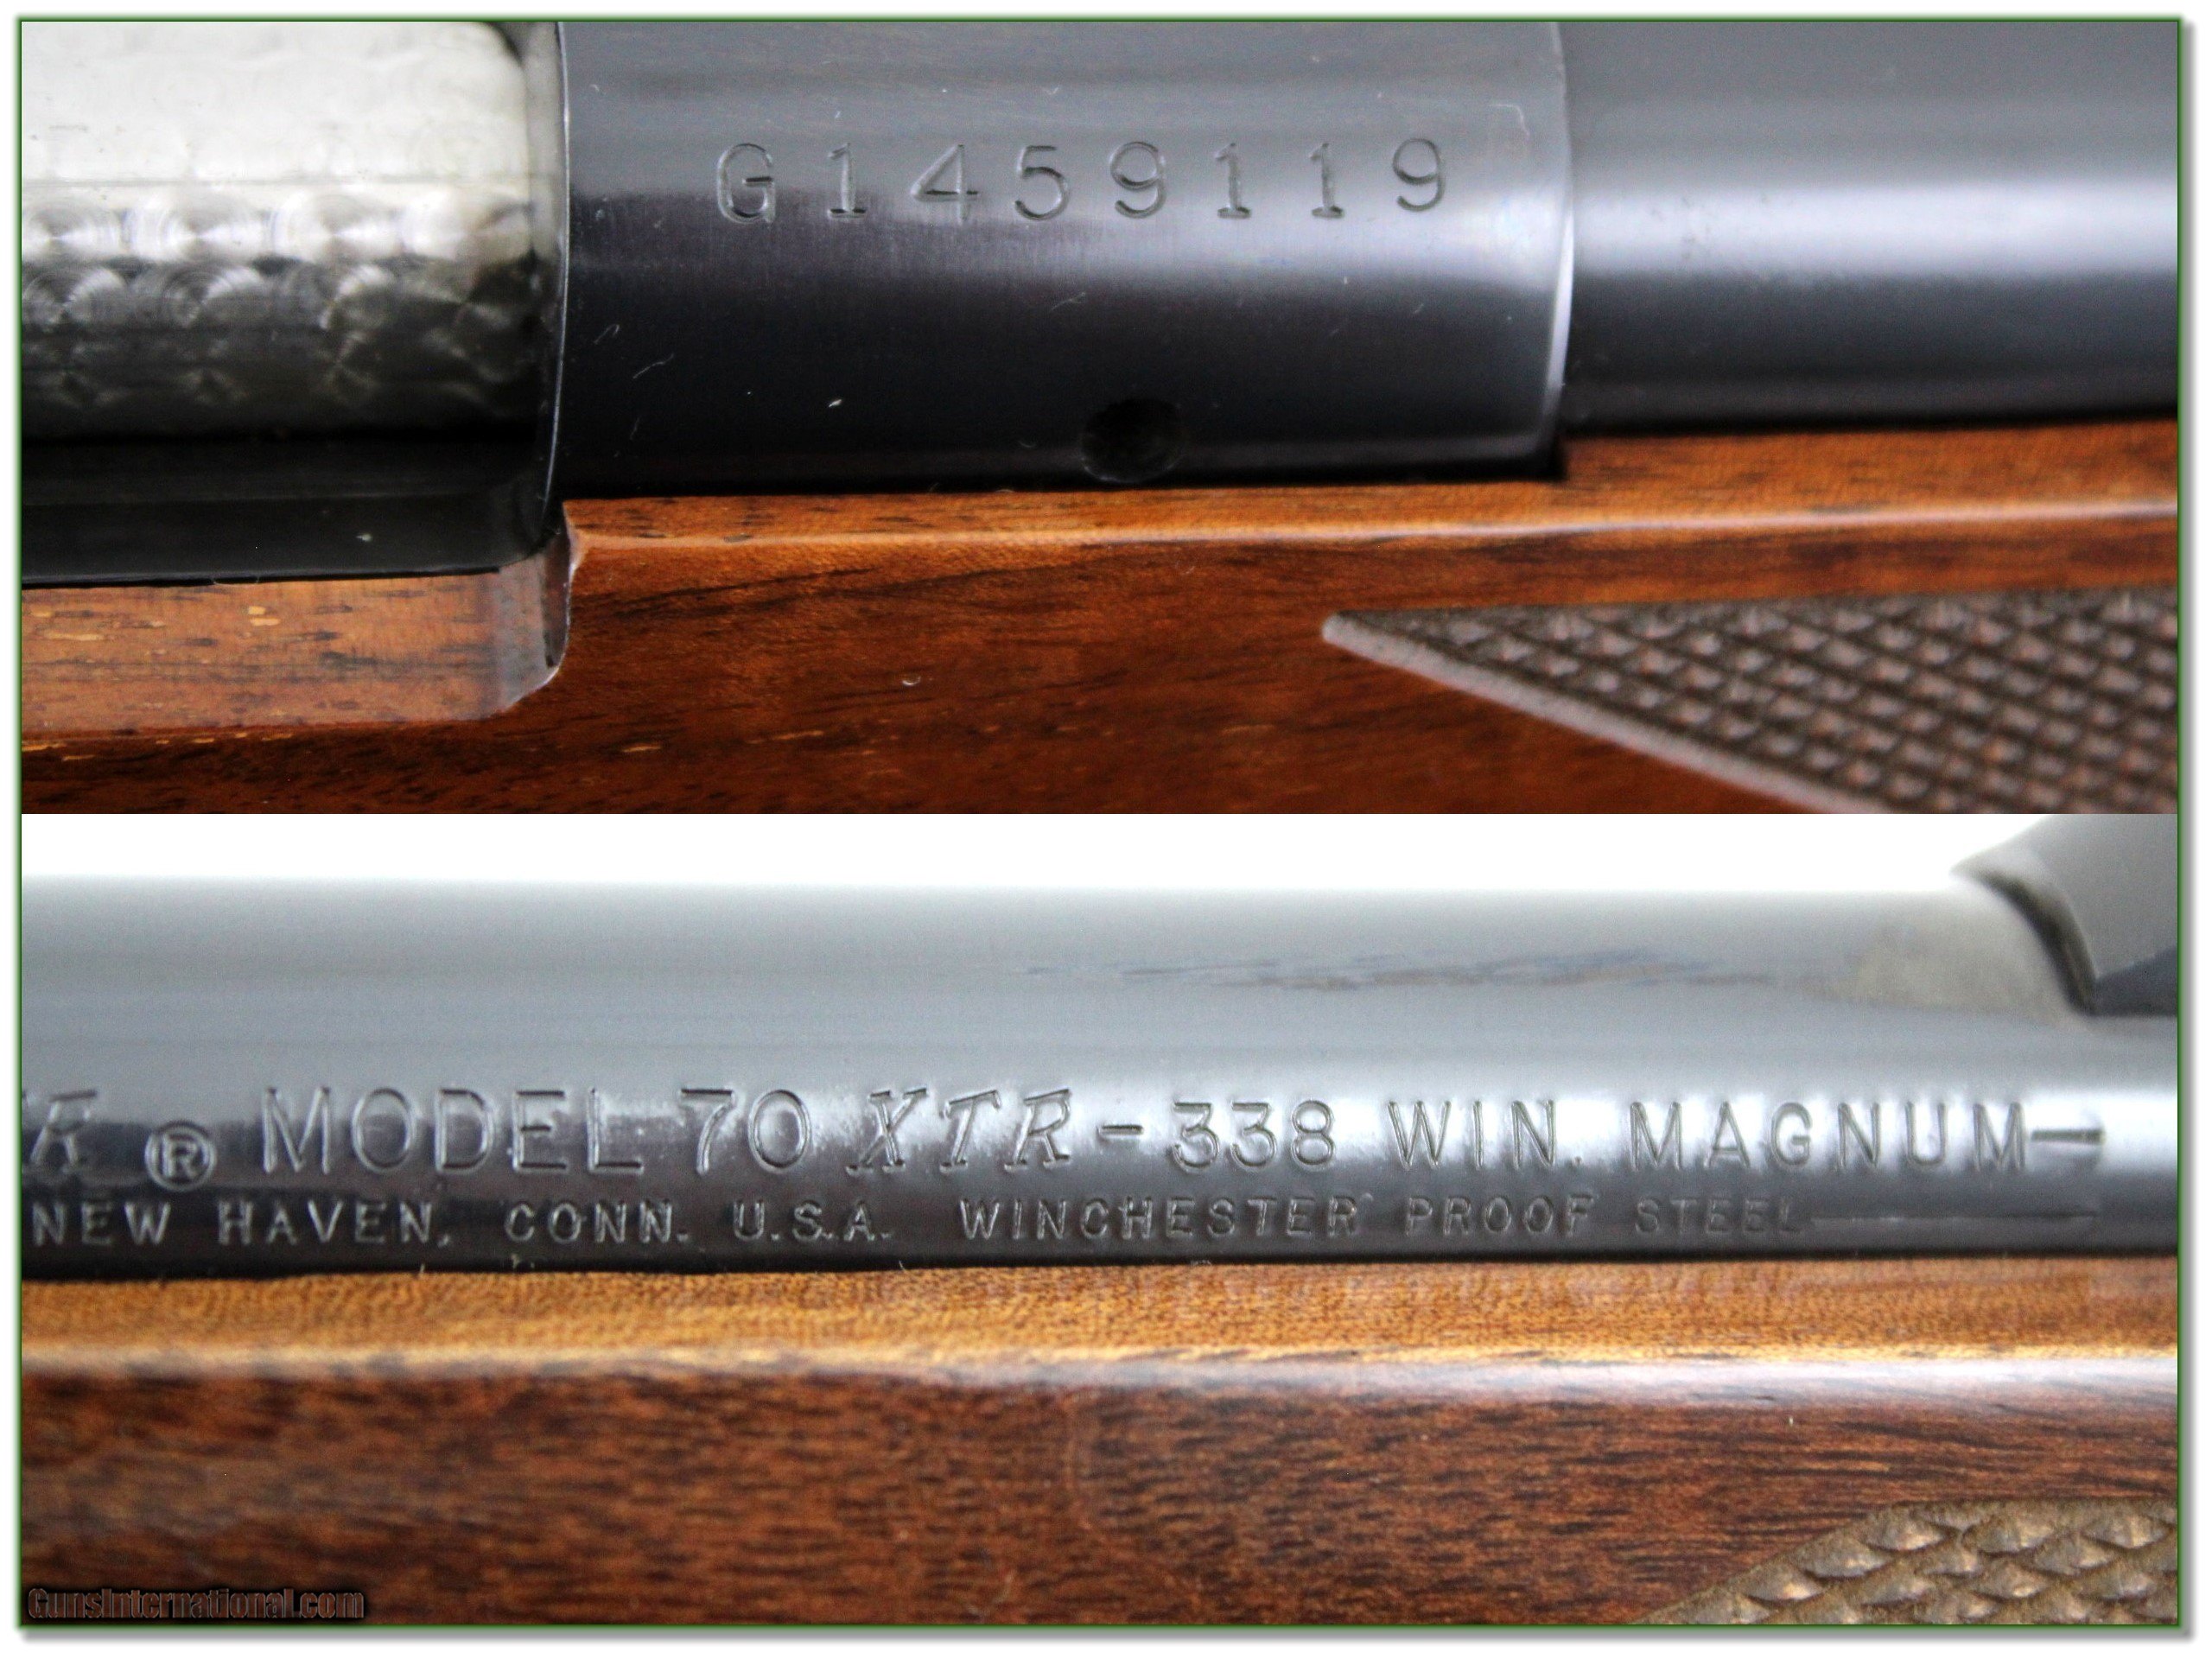 G1459119
R ® MODEL 70 XTR-338 WIN. MAGNUM—
NEW HAVEN, CONN. U.S.A. WINCHESTER PROOF STEEL—
GunsInternational.com